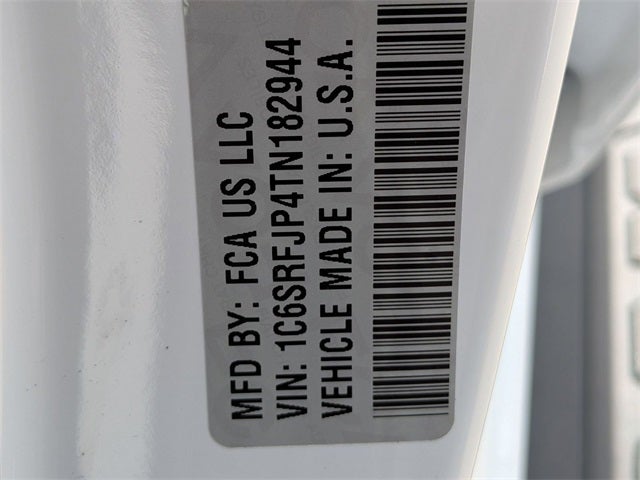 MFD BY: FCA US LLC
VIN: 1C6SRFJP4TN182944
VEHICLE MADE IN: U.S.A.